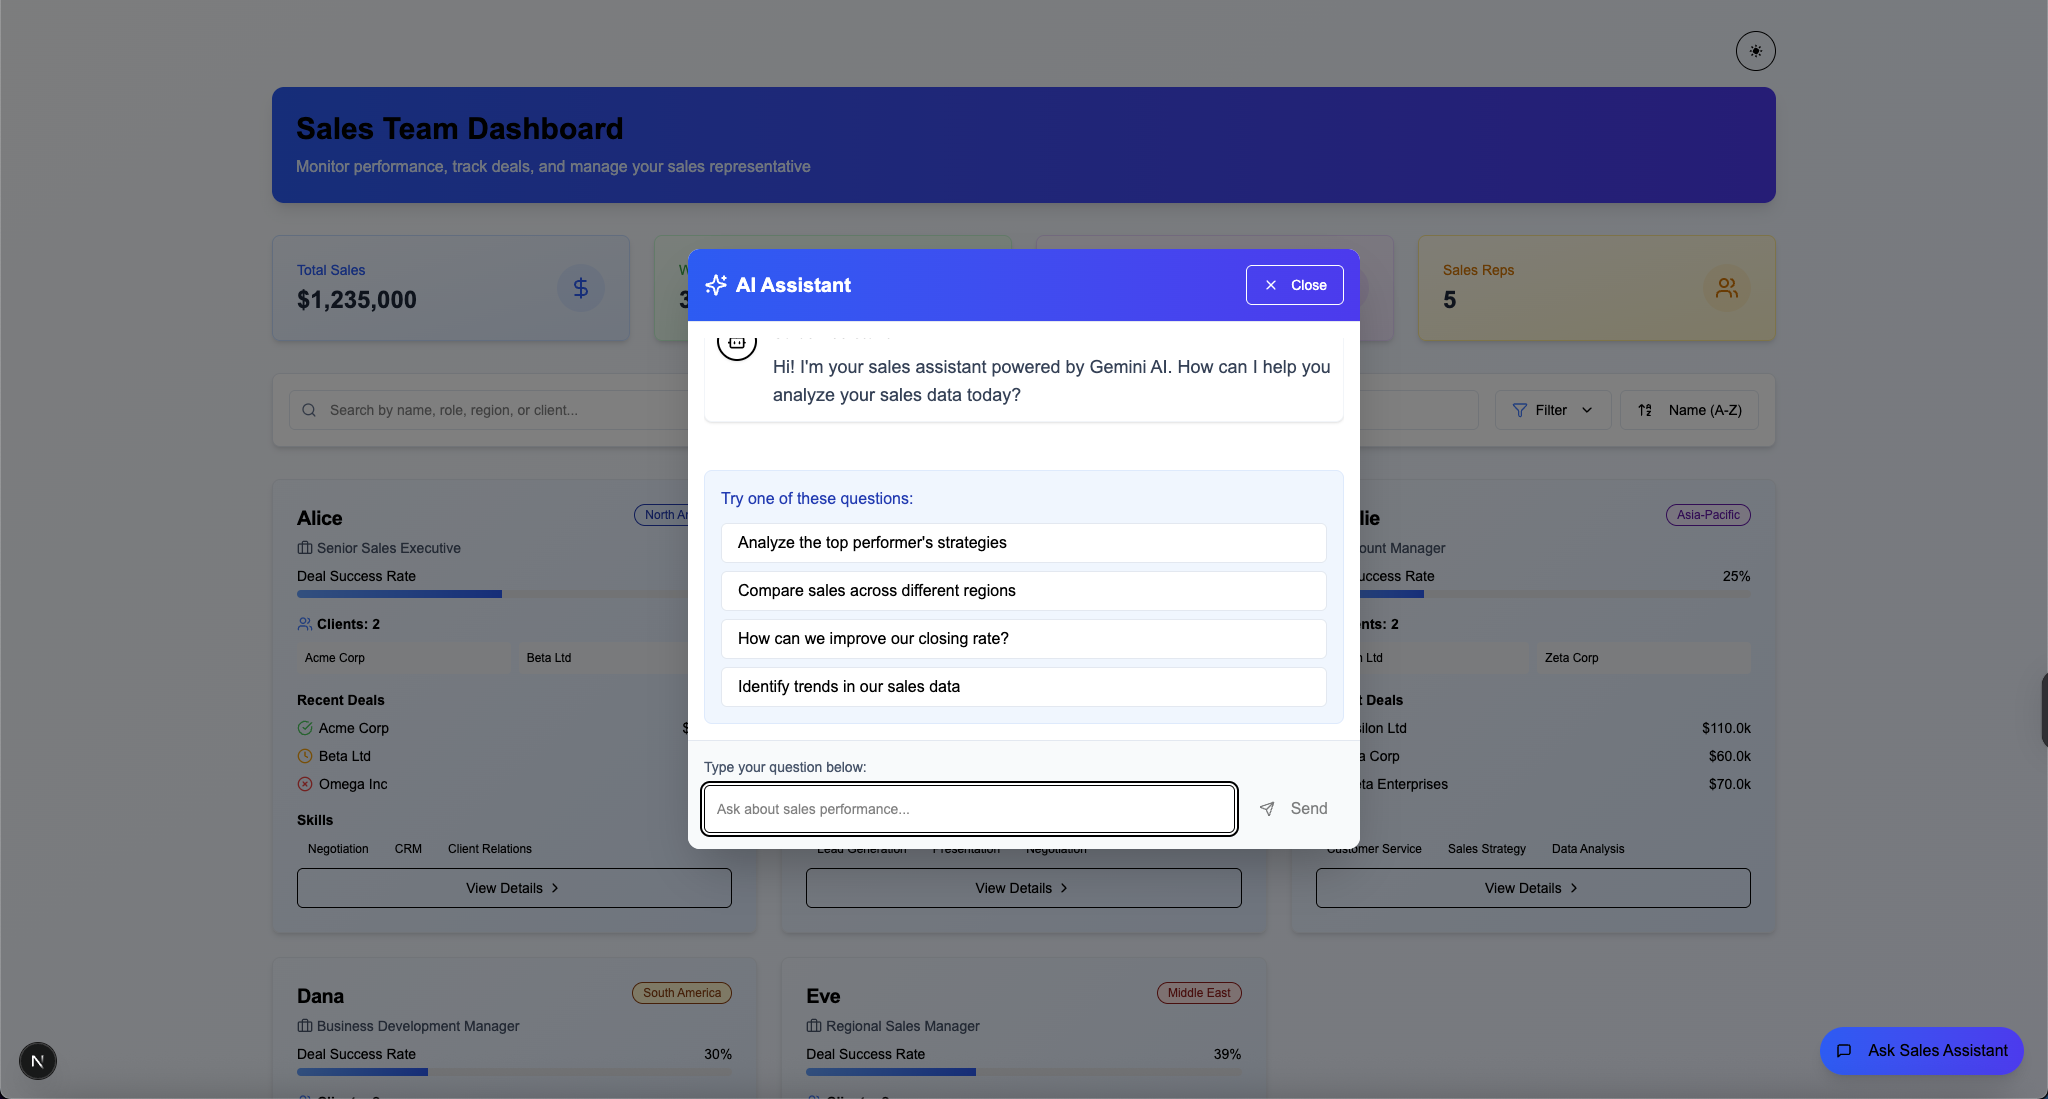 Sales Team Dashboard
Monitor performance, track deals, and manage your sales representative
Total Sales
$1,235,000
W
3
Sales Reps
5
AI Assistant
Close
Hi! I'm your sales assistant powered by Gemini AI. How can I help you
analyze your sales data today?
Try one of these questions:
Analyze the top performer's strategies
Compare sales across different regions
How can we improve our closing rate?
Identify trends in our sales data
Type your question below:
Ask about sales performance...
Send
Search by name, role, region, or client...
Filter
Name (A-Z)
Alice
North Am
Senior Sales Executive
Deal Success Rate
Clients: 2
Acme Corp
Beta Ltd
Recent Deals
Acme Corp
$
Beta Ltd
Omega Inc
Skills
Negotiation CRM Client Relations
View Details
Lead Generation Presentation Negotiation
View Details
lie
Asia-Pacific
ount Manager
uccess Rate
25%
nts: 2
n Ltd
Zeta Corp
t Deals
silon Ltd
$110.0k
a Corp
$60.0k
eta Enterprises
$70.0k
Customer Service Sales Strategy Data Analysis
View Details
Dana
South America
Business Development Manager
Deal Success Rate
30%
Eve
Middle East
Regional Sales Manager
Deal Success Rate
39%
N
Ask Sales Assistant